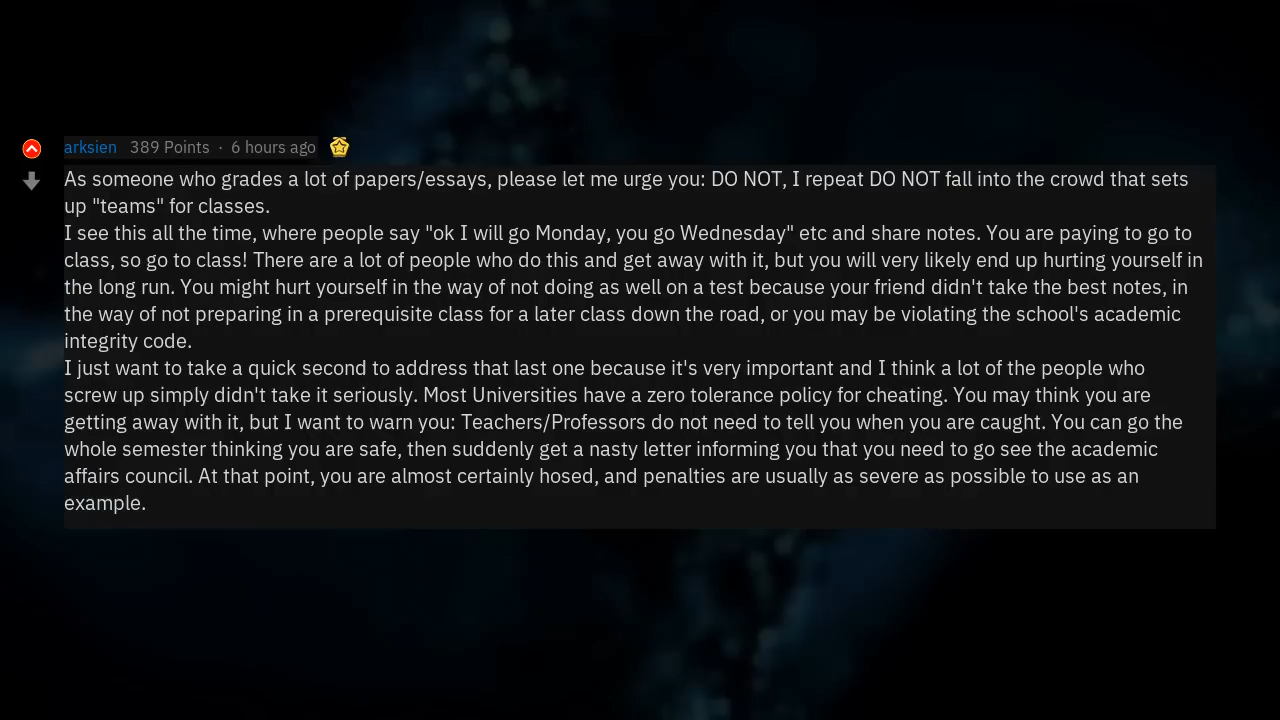 arksien 389 Points · 6 hours ago
As someone who grades a lot of papers/essays, please let me urge you: DO NOT, I repeat DO NOT fall into the crowd that sets
up "teams" for classes.
I see this all the time, where people say "ok I will go Monday, you go Wednesday" etc and share notes. You are paying to go to
class, so go to class! There are a lot of people who do this and get away with it, but you will very likely end up hurting yourself in
the long run. You might hurt yourself in the way of not doing as well on a test because your friend didn't take the best notes, in
the way of not preparing in a prerequisite class for a later class down the road, or you may be violating the school's academic
integrity code.
I just want to take a quick second to address that last one because it's very important and I think a lot of the people who
screw up simply didn't take it seriously. Most Universities have a zero tolerance policy for cheating. You may think you are
getting away with it, but I want to warn you: Teachers/Professors do not need to tell you when you are caught. You can go the
whole semester thinking you are safe, then suddenly get a nasty letter informing you that you need to go see the academic
affairs council. At that point, you are almost certainly hosed, and penalties are usually as severe as possible to use as an
example.